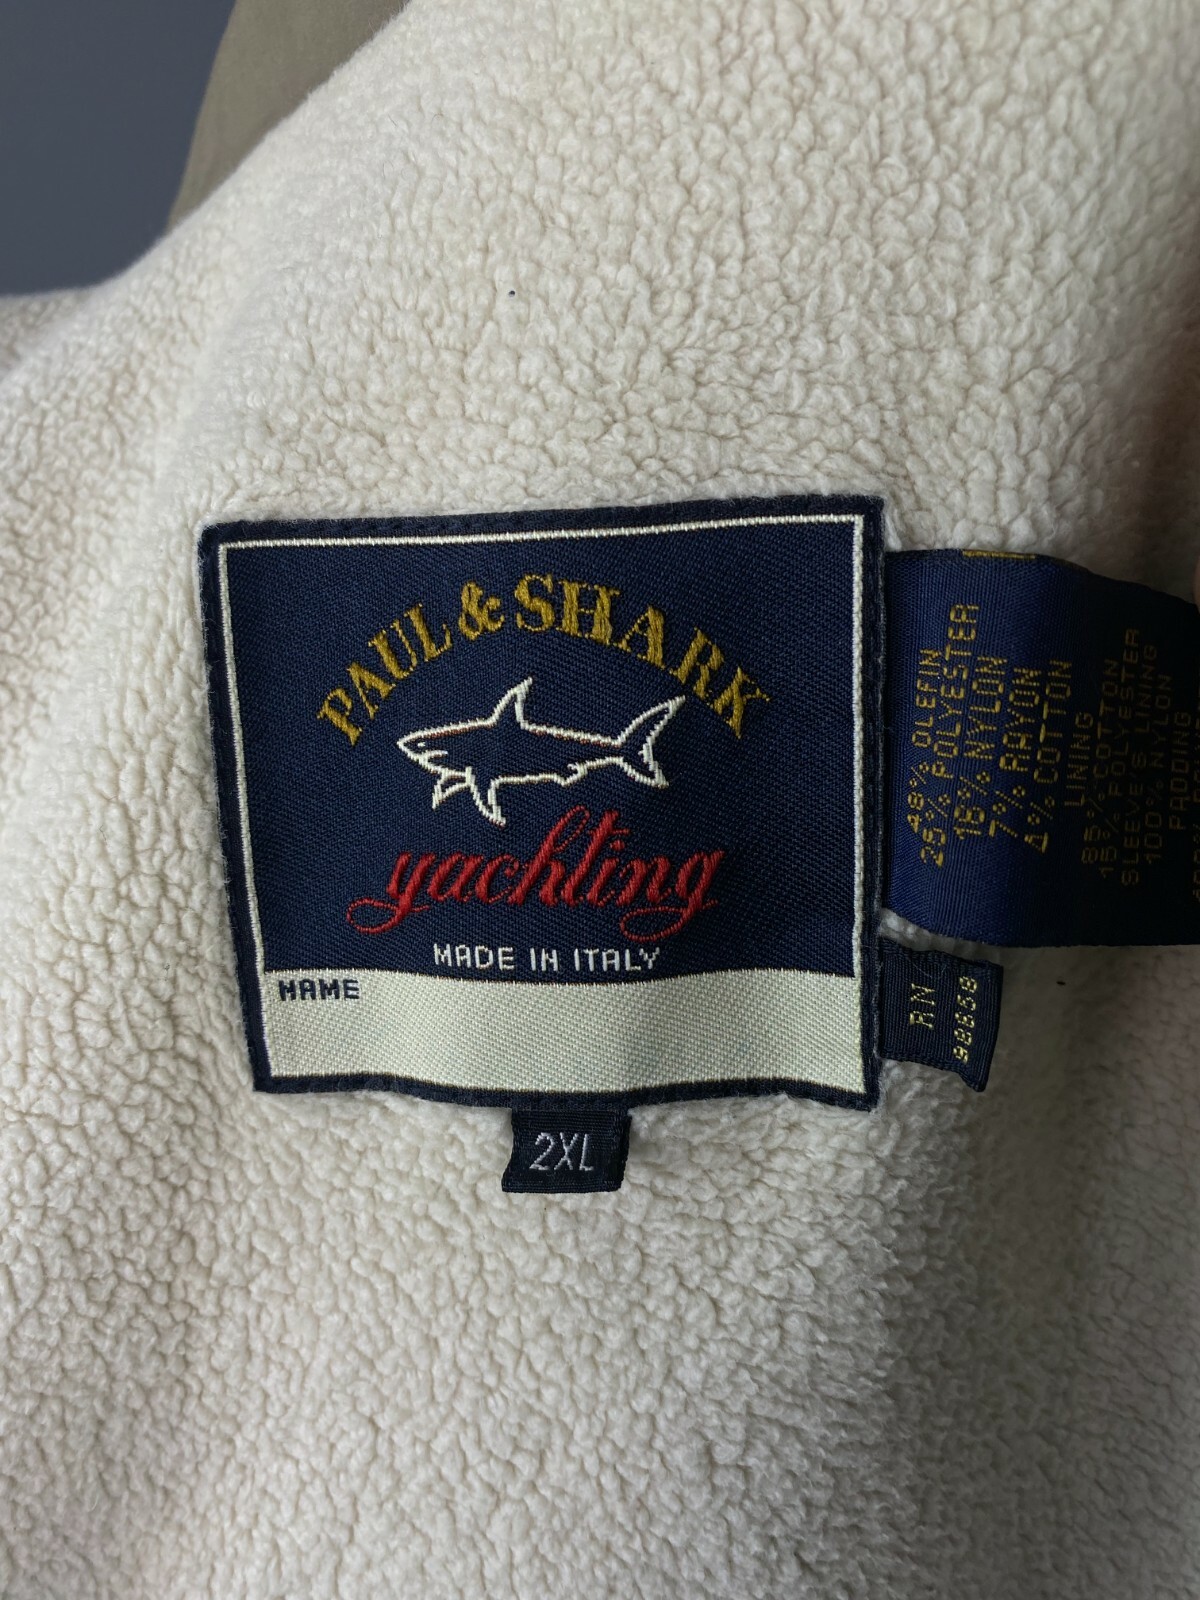 PAUL & SHARK
yachting
MADE IN ITALY
NAME
2XL
48% OLEFIN
25% POLYESTER
16% NYLON
7% RAYON
4% COTTON
LINING
85% COTTON
15% POLYESTER
SLEEVE'S LINING
100% NYLON
PADDING
RN
98858